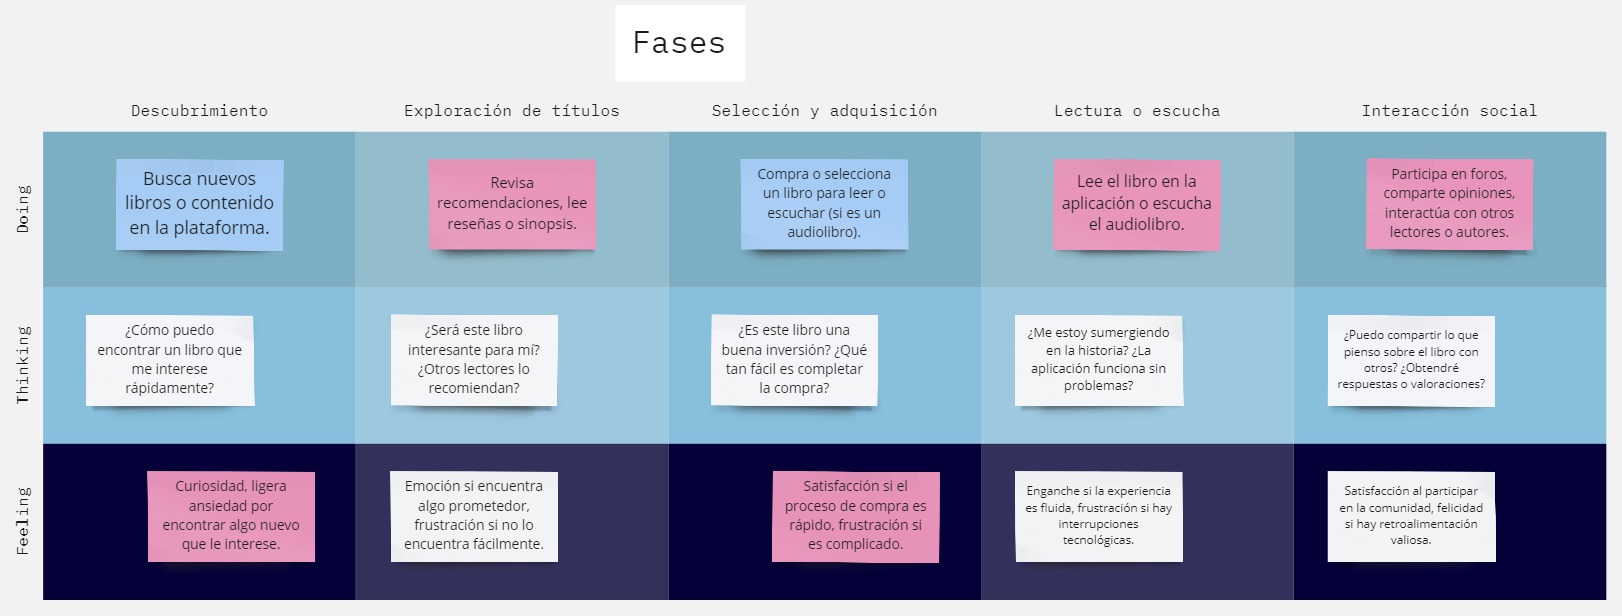 Fases
Descubrimiento
Exploración de títulos
Selección y adquisición
Lectura o escucha
Interacción social
Doing
Busca nuevos
libros o contenido
en la plataforma.
Revisa
recomendaciones, lee
reseñas o sinopsis.
Compra o selecciona
un libro para leer o
escuchar (si es un
audiolibro).
Lee el libro en la
aplicación o escucha
el audiolibro.
Participa en foros,
comparte opiniones,
interactúa con otros
lectores o autores.
Thinking
¿Cómo puedo
encontrar un libro que
me interese
rápidamente?
¿Será este libro
interesante para mí?
¿Otros lectores lo
recomiendan?
¿Es este libro una
buena inversión? ¿Qué
tan fácil es completar
la compra?
¿Me estoy sumergiendo
en la historia? ¿La
aplicación funciona sin
problemas?
¿Puedo compartir lo que
pienso sobre el libro con
otros? ¿Obtendré
respuestas o valoraciones?
Feeling
Curiosidad, ligera
ansiedad por
encontrar algo nuevo
que le interese.
Emoción si encuentra
algo prometedor,
frustración si no lo
encuentra fácilmente.
Satisfacción si el
proceso de compra es
rápido, frustración si
es complicado.
Enganche si la experiencia
es fluida, frustración si hay
interrupciones
tecnológicas.
Satisfacción al participar
en la comunidad, felicidad
si hay retroalimentación
valiosa.